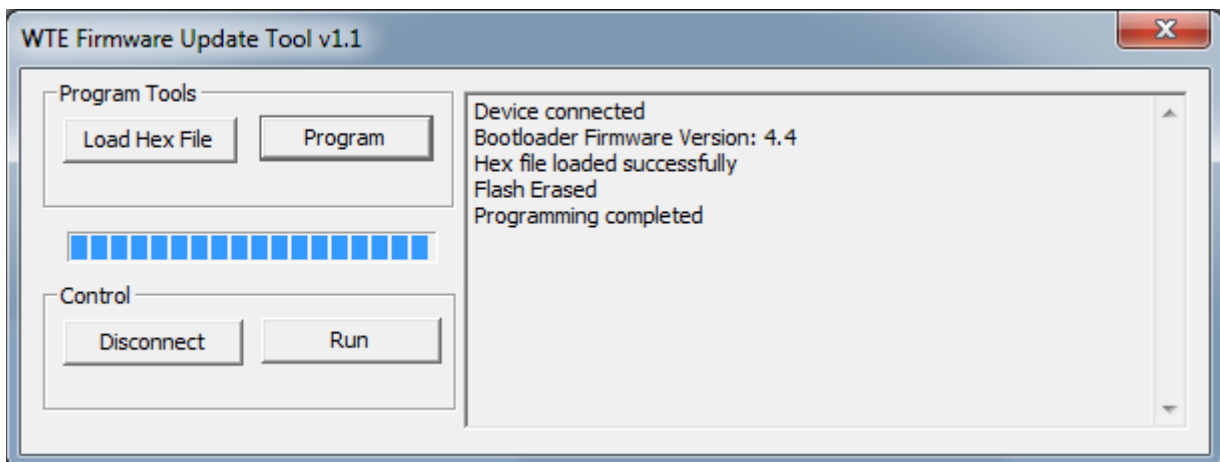 WTE Firmware Update Tool v1.1
Program Tools
Load Hex File
Program
Control
Disconnect
Run
Device connected
Bootloader Firmware Version: 4.4
Hex file loaded successfully
Flash Erased
Programming completed